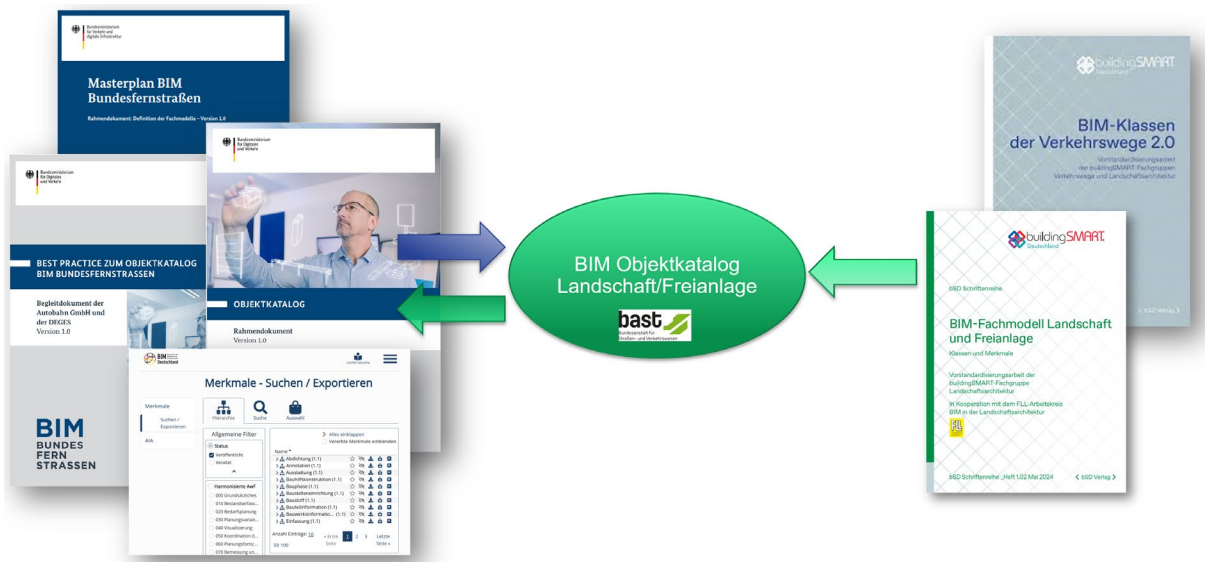 Bundesministerium
für Verkehr und
digitale Infrastruktur
Masterplan BIM
Bundesfernstraßen
Rahmendokument: Definition der Fachmodelle – Version 1.0
Bundesministerium
für Digitales
und Verkehr
BEST PRACTICE ZUM OBJEKTKATALOG
BIM BUNDESFERNSTRASSEN
Begleitdokument der
Autobahn GmbH und
der DEGES
Version 1.0
BIM
BUNDES
FERN
STRASSEN
Bundesministerium
für Digitales
und Verkehr
OBJEKTKATALOG
Rahmendokument
Version 1.0
BIM
Deutschland
Merkmale - Suchen / Exportieren
Merkmale
Suchen /
Exportieren
AIA
Hierarchie
Suche
Auswahl
Allgemeine Filter
Status
Veröffentlicht
Veraltet
Harmonisierte AwF
000 Grundsätzliches
010 Bestandserfass...
020 Bedarfsplanung
030 Planungsvarian...
040 Visualisierung
050 Koordination d...
060 Planungsfortsc...
070 Bemessung un...
Alles einklappen
Vererbte Merkmale einblenden
Name
Abdichtung (1.1)
Annotation (1.1)
Ausstattung (1.1)
Bauhilfskonstruktion (1.1)
Bauphase (1.1)
Baustelleneinrichtung (1.1)
Baustoff (1.1)
Bauteilinformation (1.1)
Bauwerksinformatio... (1.1)
Einfassung (1.1)
Anzahl Einträge: 10
50 100
« Erste
Seite
1 2 3
Letzte
Seite »
BIM Objektkatalog
Landschaft/Freianlage
bast
Bundesanstalt für
Straßen- und Verkehrswesen
buildingSMART
Deutschland
BIM-Klassen
der Verkehrswege 2.0
Vorstandardisierungsarbeit
der buildingSMART-Fachgruppen
Verkehrswege und Landschaftsarchitektur
< bSD Verlag >
buildingSMART
Deutschland
bSD Schriftenreihe
BIM-Fachmodell Landschaft
und Freianlage
Klassen und Merkmale
Vorstandardisierungsarbeit der
buildingSMART-Fachgruppe
Landschaftsarchitektur
In Kooperation mit dem FLL-Arbeitskreis
BIM in der Landschaftsarchitektur
FLL
bSD Schriftenreihe _Heft 1.02 Mai 2024
< bSD Verlag >